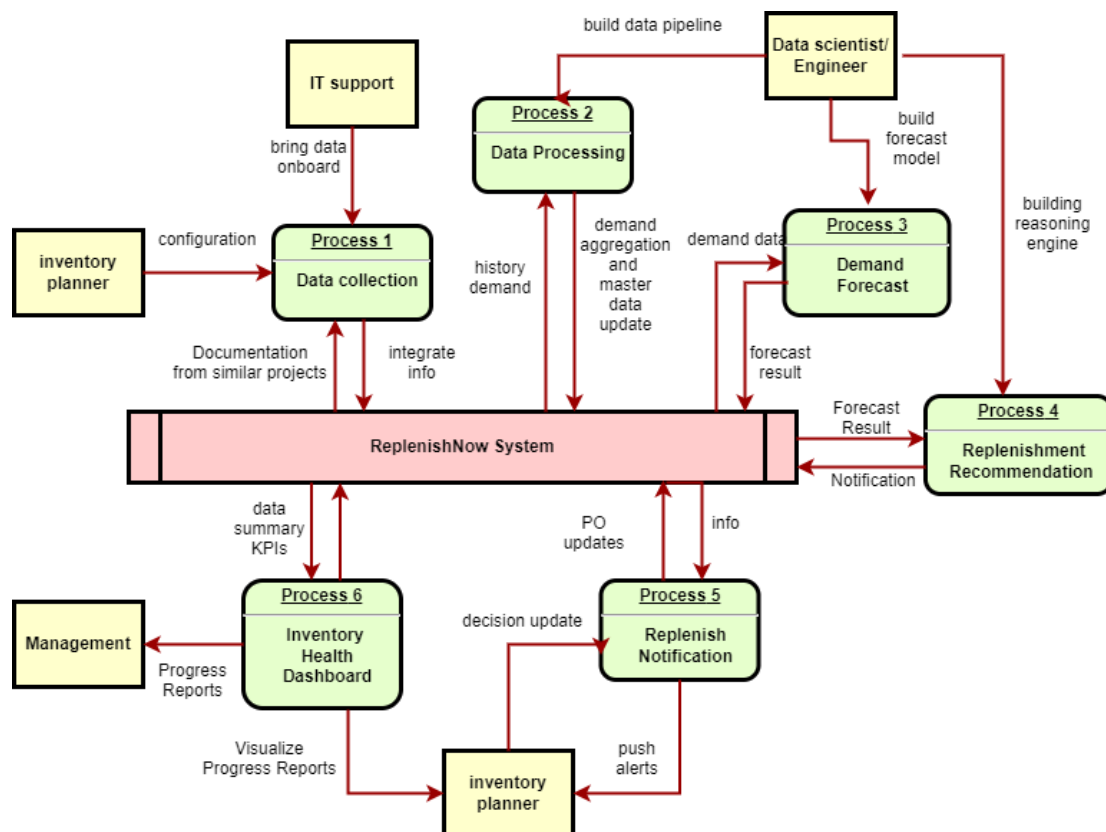 build data pipeline
Data scientist/
Engineer
IT support
Process 2
Data Processing
bring data
onboard
build
forecast
model
inventory
planner
configuration
Process 1
Data collection
history
demand
demand
aggregation
and
master
data
update
demand data
Process 3
Demand
Forecast
building
reasoning
engine
Documentation
from similar projects
integrate
info
forecast
result
ReplenishNow System
Forecast
Result
Notification
Process 4
Replenishment
Recommendation
data
summary
KPIs
PO
updates
info
Management
Progress
Reports
Process 6
Inventory
Health
Dashboard
decision update
Process 5
Replenish
Notification
Visualize
Progress Reports
inventory
planner
push
alerts